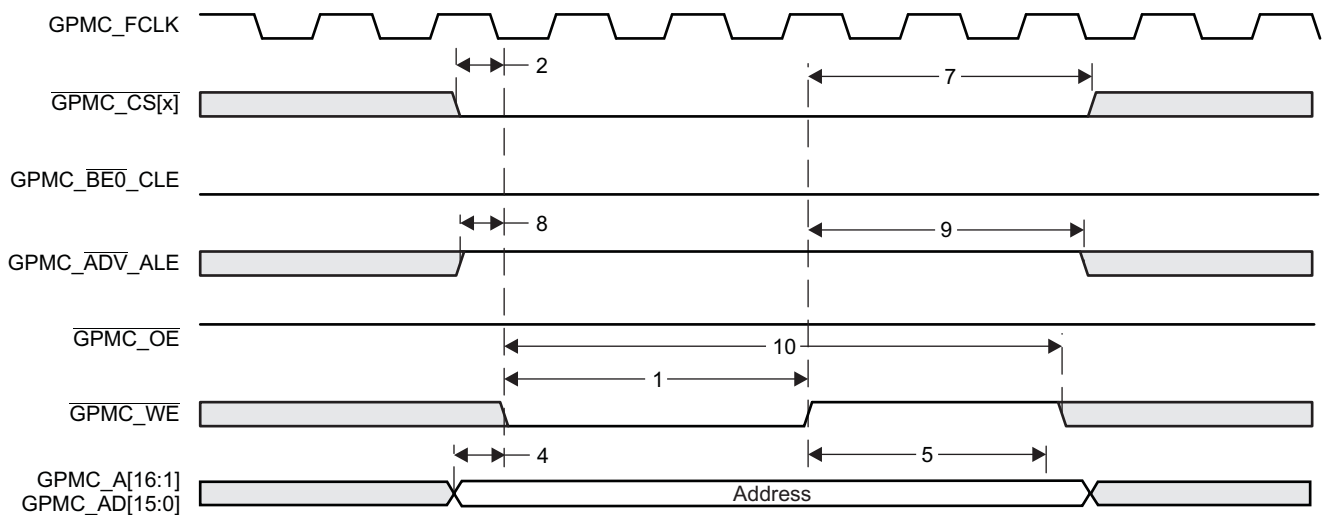 GPMC_FCLK
2
7
GPMC_CS[x]
GPMC_BE0_CLE
8
9
GPMC_ADV_ALE
GPMC_OE
10
1
GPMC_WE
4
5
GPMC_A[16:1]
GPMC_AD[15:0]
Address